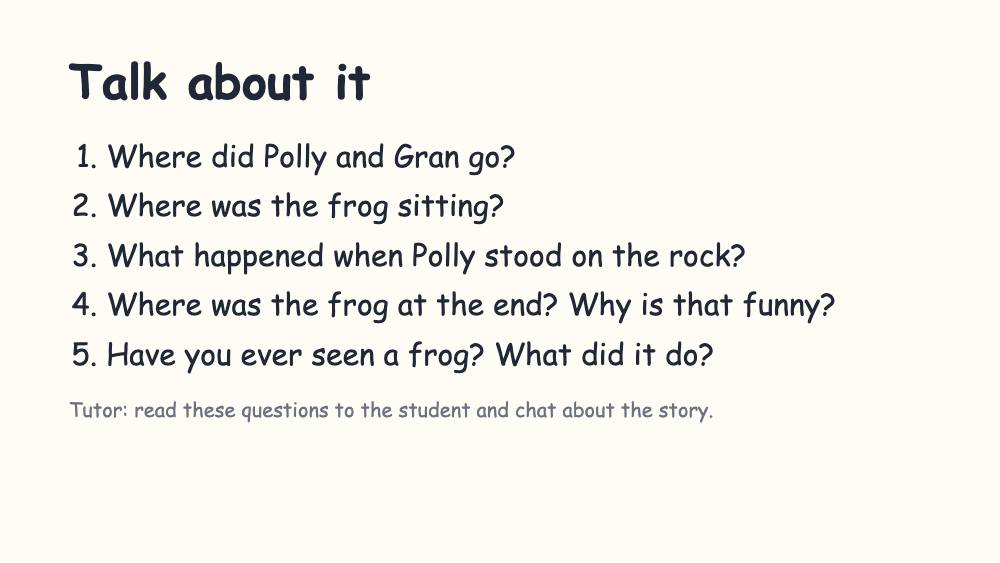 Talk about it
1. Where did Polly and Gran go?
2. Where was the frog sitting?
3. What happened when Polly stood on the rock?
4. Where was the frog at the end? Why is that funny?
5. Have you ever seen a frog? What did it do?
Tutor: read these questions to the student and chat about the story.